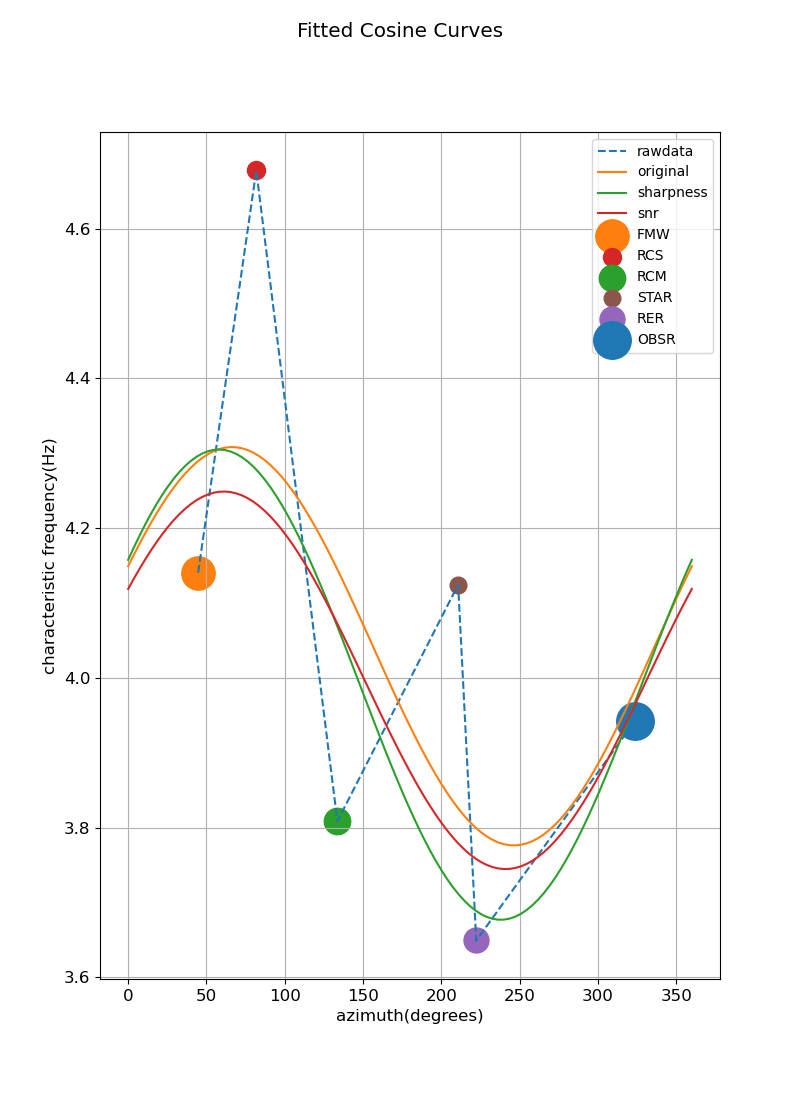 Fitted Cosine Curves
rawdata
original
sharpness
snr
FMW
RCS
RCM
STAR
RER
OBSR
characteristic frequency(Hz)
4.6
4.4
4.2
4.0
3.8
3.6
0 50 100 150 200 250 300 350
azimuth(degrees)